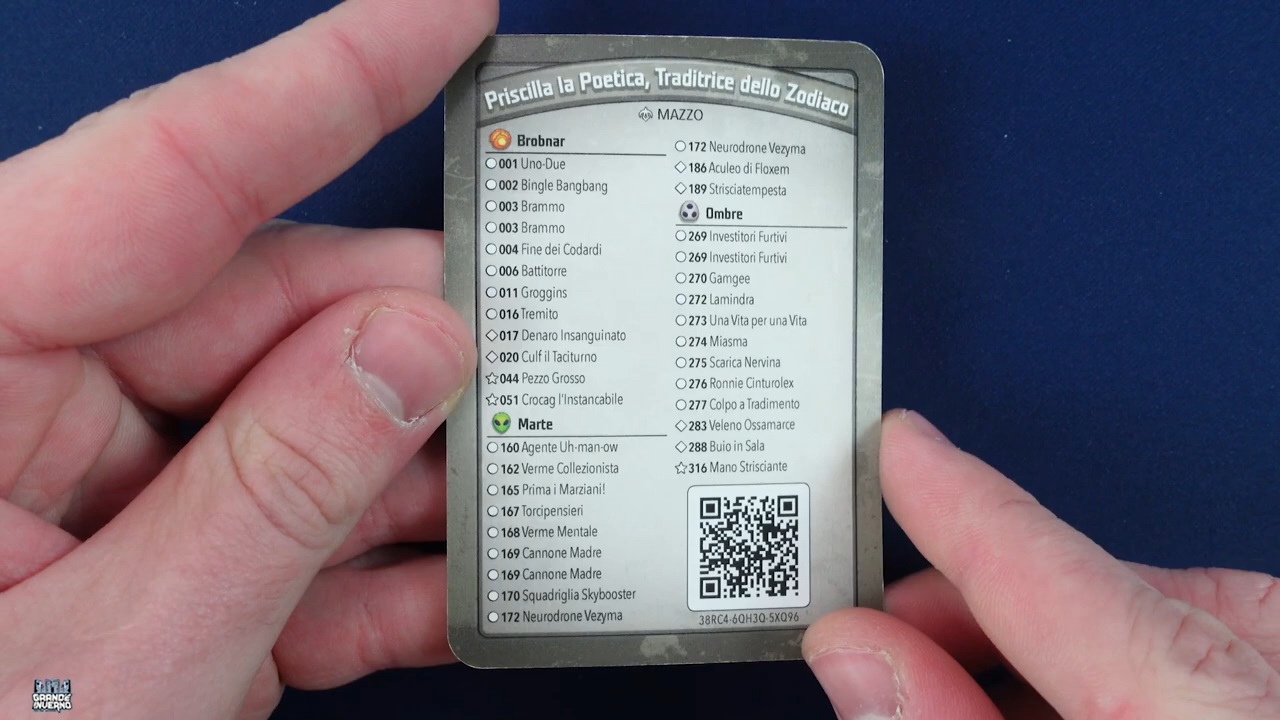 Priscilla la Poetica, Traditrice dello Zodiaco
MAZZO
Brobnar
001 Uno-Due
002 Bingle Bangbang
003 Brammo
003 Brammo
004 Fine dei Codardi
006 Battitorre
011 Groggins
016 Tremito
017 Denaro Insanguinato
020 Culf il Taciturno
044 Pezzo Grosso
051 Crocag l'Instancabile
Marte
160 Agente Uh-man-ow
162 Verme Collezionista
165 Prima i Marziani!
167 Torcipensieri
168 Verme Mentale
169 Cannone Madre
169 Cannone Madre
170 Squadriglia Skybooster
172 Neurodrone Vezyma
172 Neurodrone Vezyma
186 Aculeo di Floxem
189 Strisciatempesta
Ombre
269 Investitori Furtivi
269 Investitori Furtivi
270 Gamgee
272 Lamindra
273 Una Vita per una Vita
274 Miasma
275 Scarica Nervina
276 Ronnie Cinturolex
277 Colpo a Tradimento
283 Veleno Ossamarce
288 Buio in Sala
316 Mano Strisciante
38RC4-6QH3Q-5XQ96
GRANDE
INVERNO